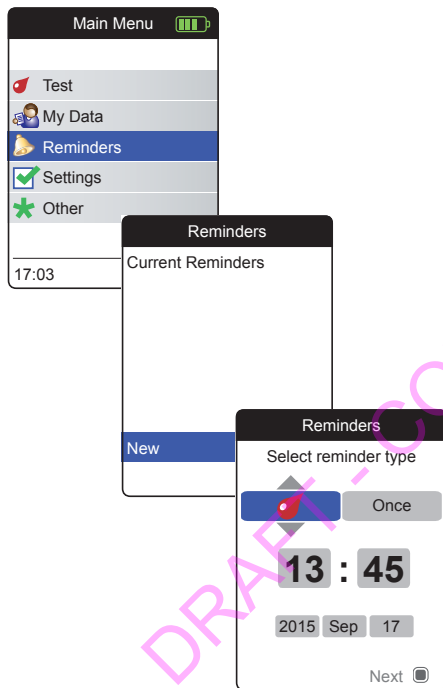 Main Menu
Test
My Data
Reminders
Settings
Other
17:03
Reminders
Current Reminders
New
Reminders
Select reminder type
Once
13 : 45
2015 Sep 17
Next
DRAFT - CO